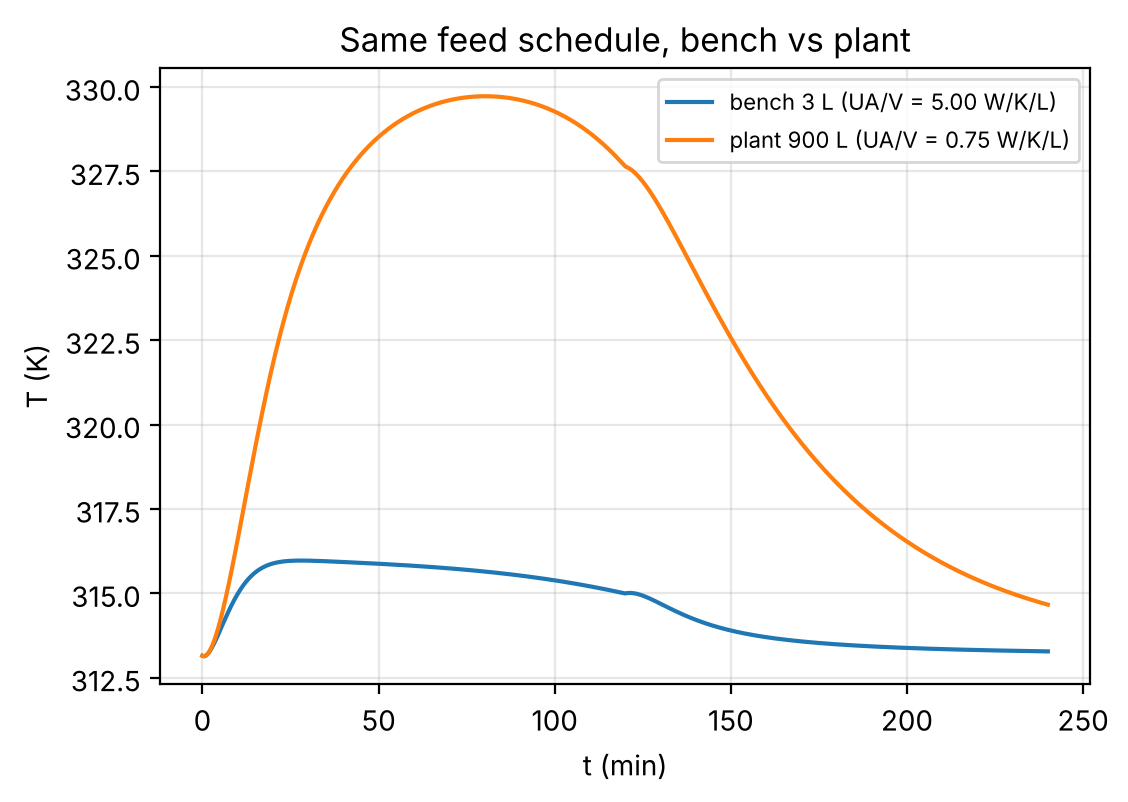 Same feed schedule, bench vs plant
330.0
327.5
325.0
322.5
320.0
317.5
315.0
312.5
T (K)
bench 3 L (UA/V = 5.00 W/K/L)
plant 900 L (UA/V = 0.75 W/K/L)
0 50 100 150 200 250
t (min)